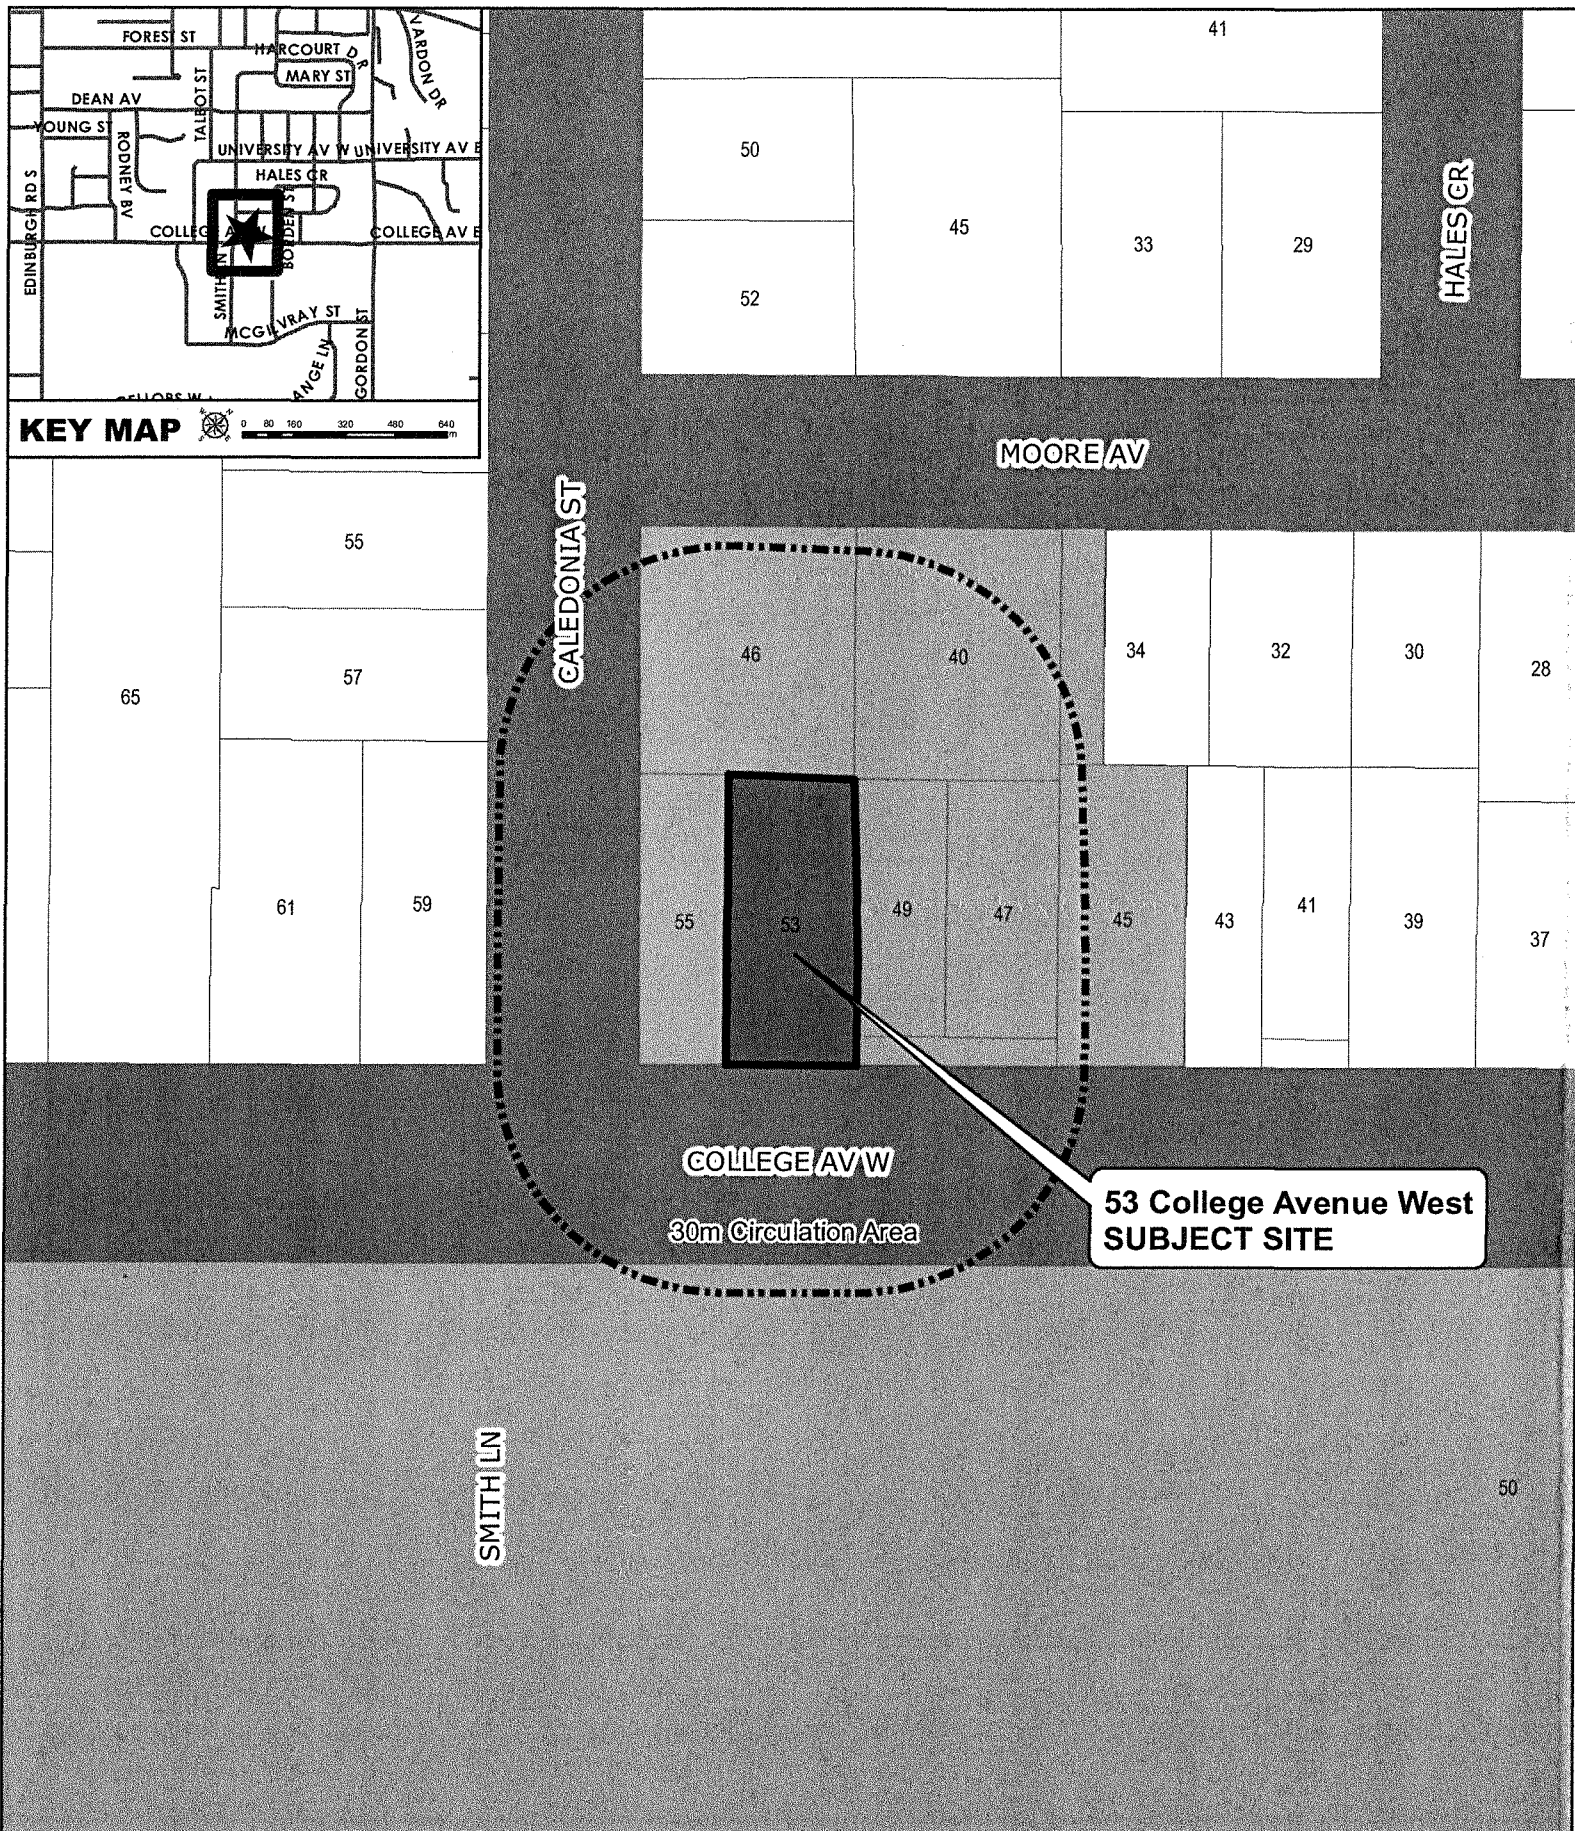 FOREST ST
HARCOURT DR
MARY ST
VARDON DR
DEAN AV
TALBOT ST
YOUNG ST
RODNEY BV
UNIVERSITY AV W
UNIVERSITY AV E
HALES CR
EDINBURGH RD S
COLLEGE AV W
BORDEN ST
COLLEGE AV E
SMITH LN
MCGILVRAY ST
GORDON ST
ANGE LN
KEY MAP
0 80 160 320 480 640
m
41
50
45
33
29
HALES CR
52
MOORE AV
CALEDONIA ST
55
46
40
34
32
30
28
57
65
61
59
55
53
49
47
45
43
41
39
37
COLLEGE AV W
30m Circulation Area
53 College Avenue West
SUBJECT SITE
SMITH LN
50